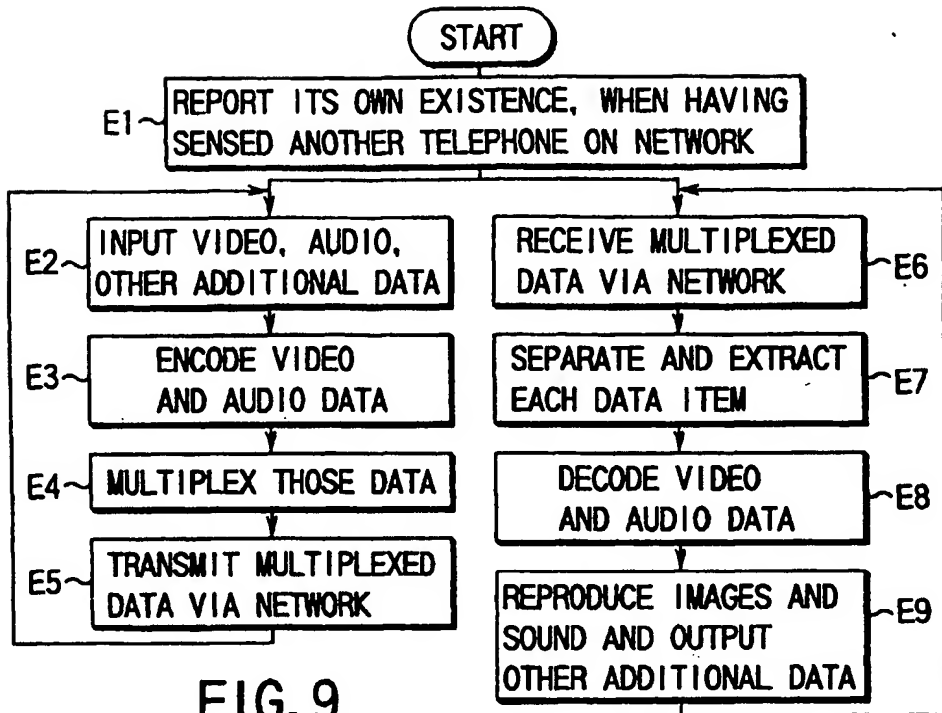 START
E1
REPORT ITS OWN EXISTENCE, WHEN HAVING
SENSED ANOTHER TELEPHONE ON NETWORK
E2
INPUT VIDEO, AUDIO,
OTHER ADDITIONAL DATA
E3
ENCODE VIDEO
AND AUDIO DATA
E4
MULTIPLEX THOSE DATA
E5
TRANSMIT MULTIPLEXED
DATA VIA NETWORK
RECEIVE MULTIPLEXED
DATA VIA NETWORK
E6
SEPARATE AND EXTRACT
EACH DATA ITEM
E7
DECODE VIDEO
AND AUDIO DATA
E8
REPRODUCE IMAGES AND
SOUND AND OUTPUT
OTHER ADDITIONAL DATA
E9
FIG. 9